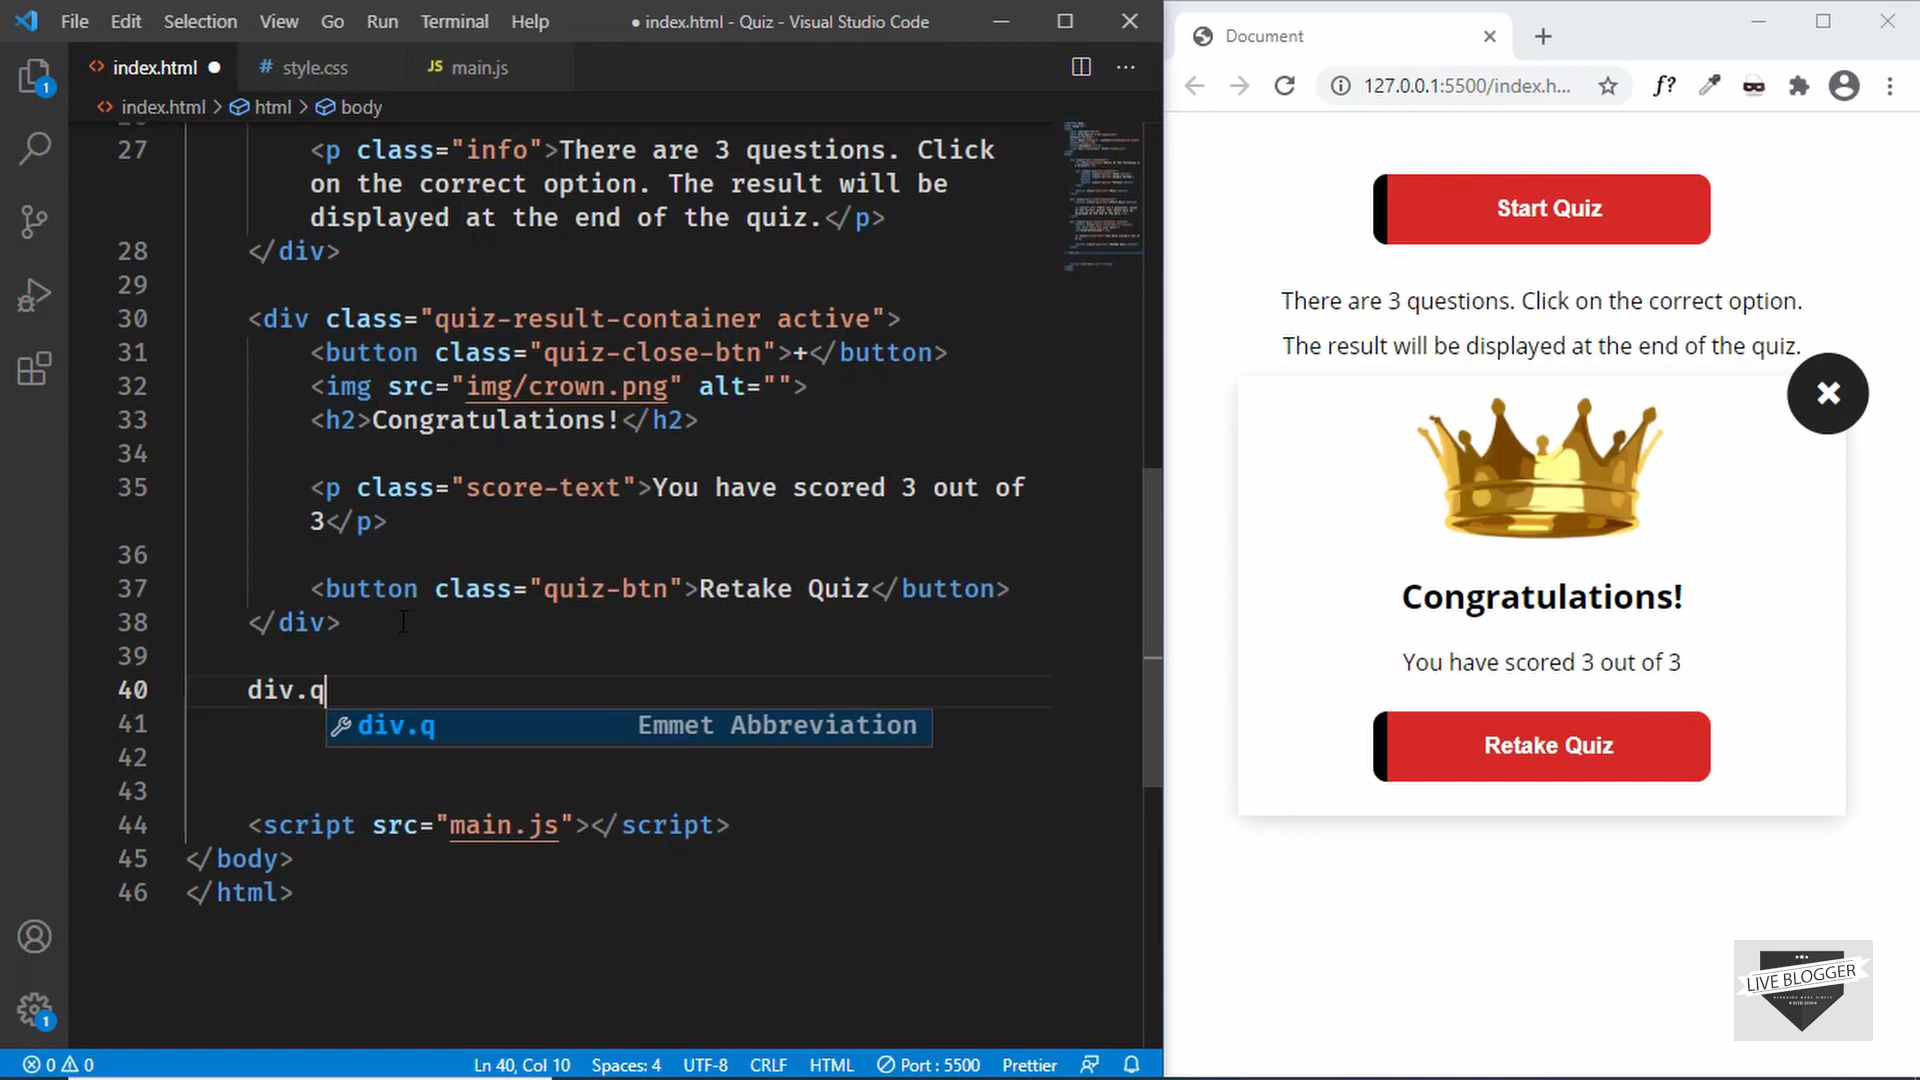 File Edit Selection View Go Run Terminal Help ● index.html - Quiz - Visual Studio Code
index.html ● # style.css JS main.js
index.html > html > body
27 <p class="info">There are 3 questions. Click
on the correct option. The result will be
displayed at the end of the quiz.</p>
28 </div>
29
30 <div class="quiz-result-container active">
31 <button class="quiz-close-btn">+</button>
32 <img src="img/crown.png" alt="">
33 <h2>Congratulations!</h2>
34
35 <p class="score-text">You have scored 3 out of
3</p>
36
37 <button class="quiz-btn">Retake Quiz</button>
38 </div>
39
40 div.q
div.q Emmet Abbreviation
41
42
43
44 <script src="main.js"></script>
45 </body>
46 </html>
1
1
0 0 Ln 40, Col 10 Spaces: 4 UTF-8 CRLF HTML Port : 5500 Prettier
Document
127.0.0.1:5500/index.h... f?
Start Quiz
There are 3 questions. Click on the correct option.
The result will be displayed at the end of the quiz.
Congratulations!
You have scored 3 out of 3
Retake Quiz
LIVE BLOGGER